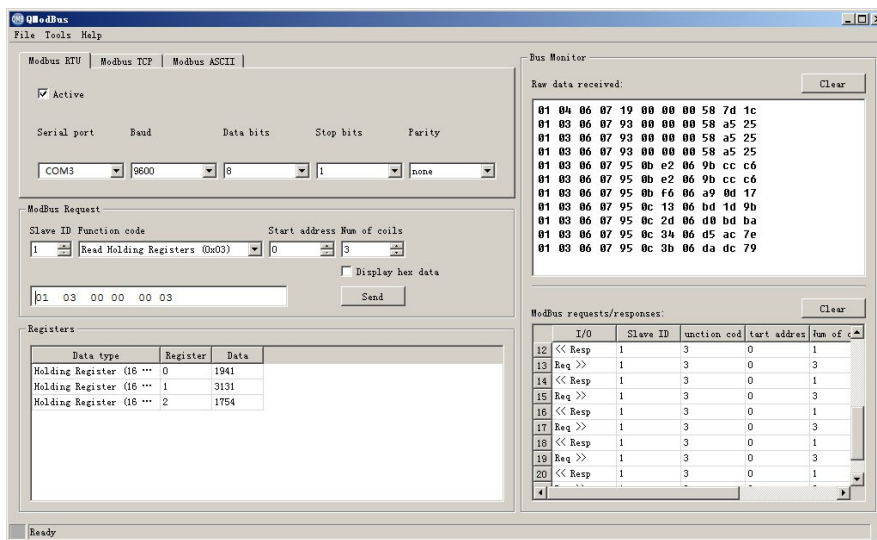 QModBus
File Tools Help
Modbus RTU Modbus TCP Modbus ASCII
Active
Serial port Baud Data bits Stop bits Parity
COM3 9600 8 1 none
ModBus Request
Slave ID Function code Start address Num of coils
1 Read Holding Registers (0x03) 0 3
Display hex data
01 03 00 00 00 03 Send
Registers
Data type Register Data
Holding Register (16 ··· 0 1941
Holding Register (16 ··· 1 3131
Holding Register (16 ··· 2 1754
Bus Monitor
Raw data received: Clear
01 04 06 07 19 00 00 00 58 7d 1c
01 03 06 07 93 00 00 00 58 a5 25
01 03 06 07 93 00 00 00 58 a5 25
01 03 06 07 93 00 00 00 58 a5 25
01 03 06 07 95 0b e2 06 9b cc c6
01 03 06 07 95 0b e2 06 9b cc c6
01 03 06 07 95 0b f6 06 a9 0d 17
01 03 06 07 95 0c 13 06 bd 1d 9b
01 03 06 07 95 0c 2d 06 d0 bd ba
01 03 06 07 95 0c 34 06 d5 ac 7e
01 03 06 07 95 0c 3b 06 da dc 79
ModBus requests/responses: Clear
I/O Slave ID unction cod tart addres Num of c
12 << Resp 1 3 0 1
13 Req >> 1 3 0 3
14 << Resp 1 3 0 1
15 Req >> 1 3 0 3
16 << Resp 1 3 0 1
17 Req >> 1 3 0 3
18 << Resp 1 3 0 1
19 Req >> 1 3 0 3
20 << Resp 1 3 0 1
Ready